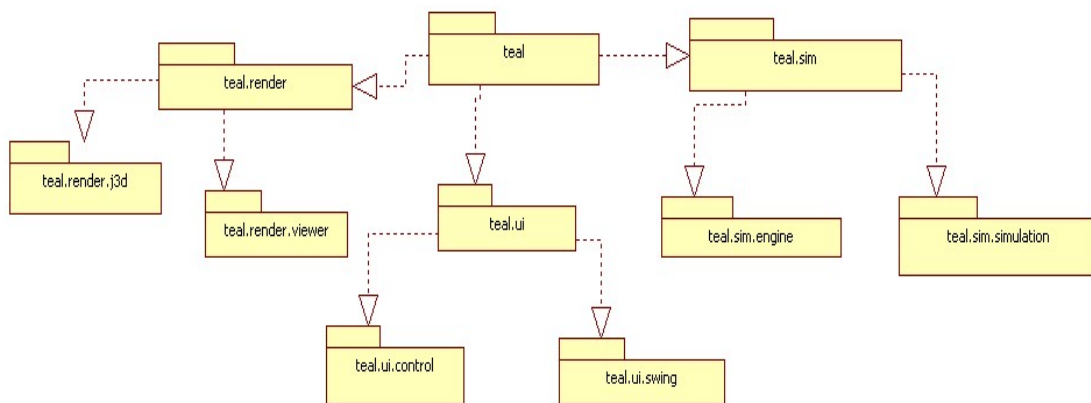 teal
teal.sim
teal.render
teal.render.j3d
teal.render.viewer
teal.ui
teal.sim.engine
teal.sim.simulation
teal.ui.control
teal.ui.swing